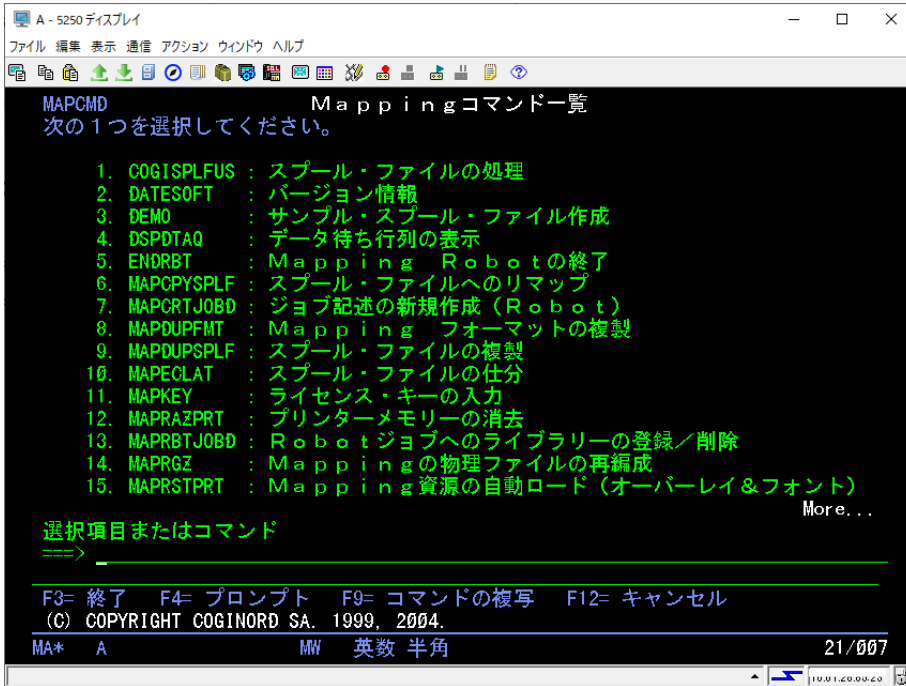 A - 5250 ディスプレイ
ファイル 編集 表示 通信 アクション ウィンドウ ヘルプ
MAPCMD Ｍａｐｐｉｎｇコマンド一覧
次の１つを選択してください。
1. COGISPLFUS : スプール・ファイルの処理
2. DATESOFT : バージョン情報
3. DEMO : サンプル・スプール・ファイル作成
4. DSPDTAQ : データ待ち行列の表示
5. ENDRBT : Ｍａｐｐｉｎｇ　Ｒｏｂｏｔの終了
6. MAPCPYSPLF : スプール・ファイルへのリマップ
7. MAPCRTJOBD : ジョブ記述の新規作成（Ｒｏｂｏｔ）
8. MAPDUPFMT : Ｍａｐｐｉｎｇ　フォーマットの複製
9. MAPDUPSPLF : スプール・ファイルの複製
10. MAPECLAT : スプール・ファイルの仕分
11. MAPKEY : ライセンス・キーの入力
12. MAPRAZPRT : プリンターメモリーの消去
13. MAPRBTJOBD : Ｒｏｂｏｔジョブへのライブラリーの登録／削除
14. MAPRGZ : Ｍａｐｐｉｎｇの物理ファイルの再編成
15. MAPRSTPRT : Ｍａｐｐｉｎｇ資源の自動ロード（オーバーレイ＆フォント）
More...
選択項目またはコマンド
===>
F3= 終了 F4= プロンプト F9= コマンドの複写 F12= キャンセル
(C) COPYRIGHT COGINORD SA. 1999, 2004.
MA* A MW 英数 半角 21/007